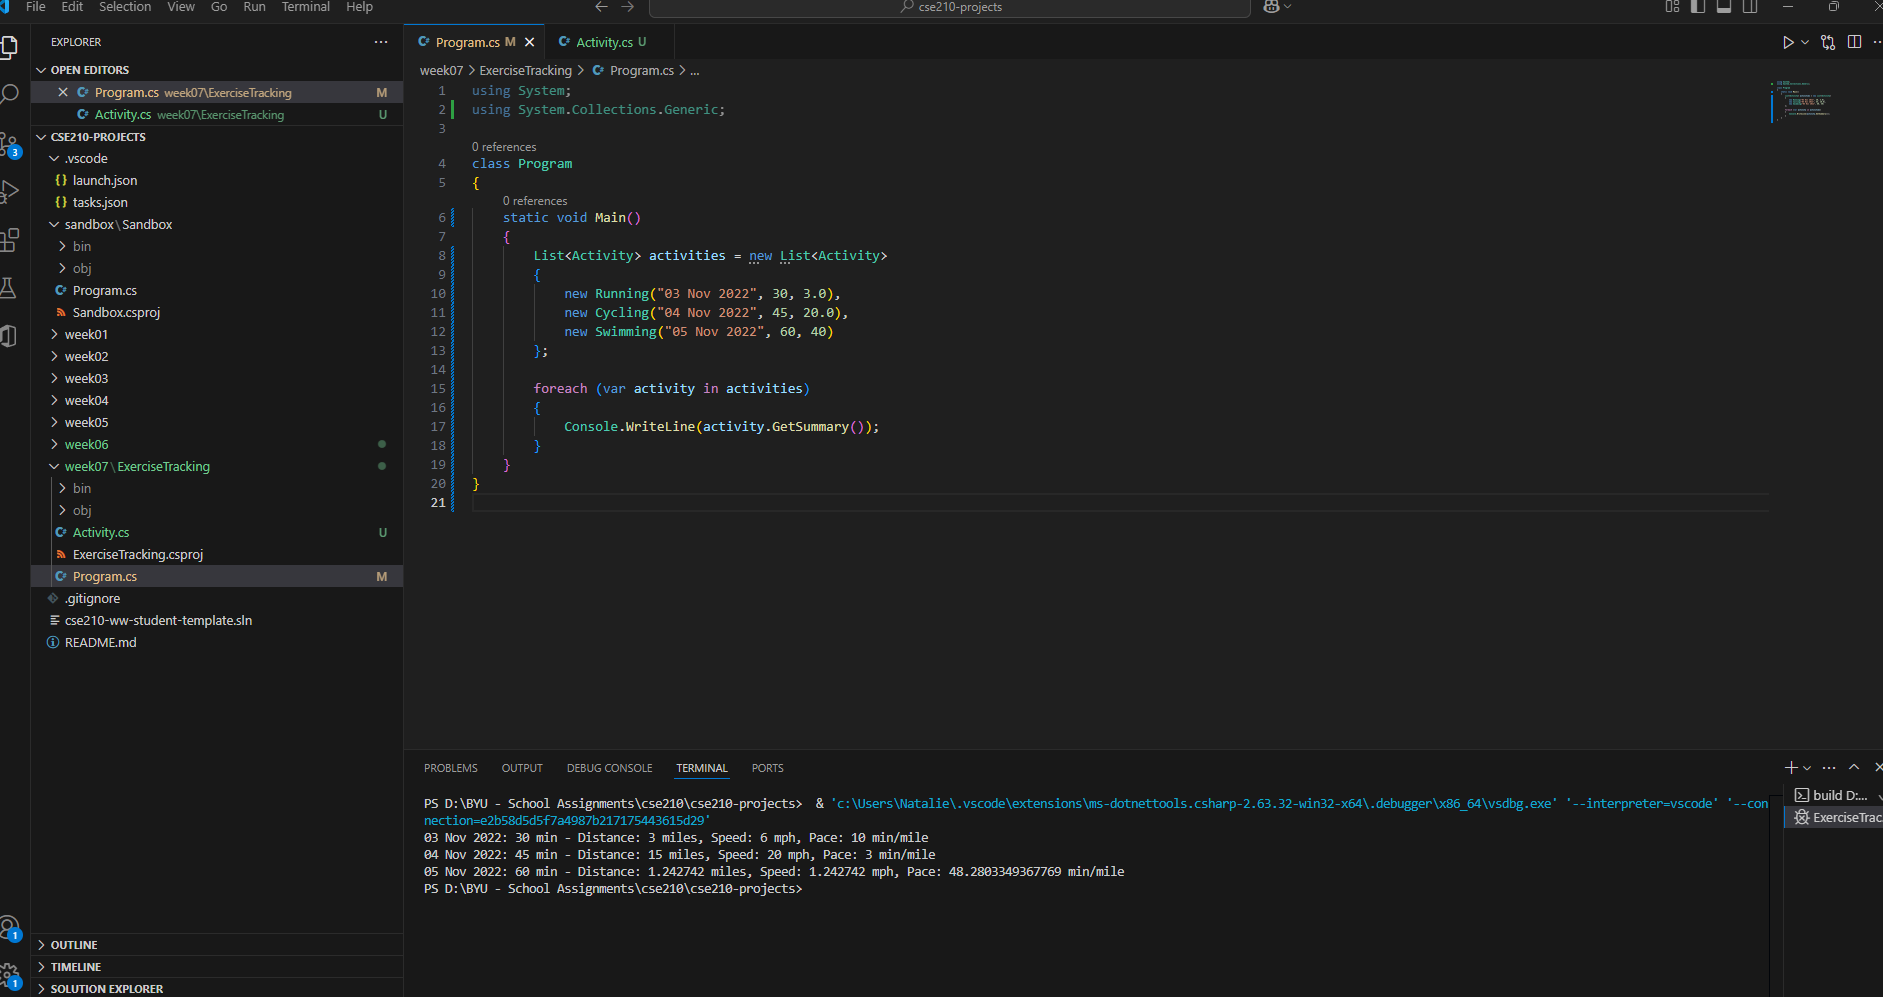 File Edit Selection View Go Run Terminal Help
cse210-projects
EXPLORER
OPEN EDITORS
Program.cs week07\ExerciseTracking M
Activity.cs week07\ExerciseTracking U
CSE210-PROJECTS
.vscode
{} launch.json
{} tasks.json
sandbox\Sandbox
bin
obj
Program.cs
Sandbox.csproj
week01
week02
week03
week04
week05
week06
week07\ExerciseTracking
bin
obj
Activity.cs U
ExerciseTracking.csproj
Program.cs M
.gitignore
cse210-ww-student-template.sln
README.md
OUTLINE
TIMELINE
SOLUTION EXPLORER
3
1
1
Program.cs M
Activity.cs U
week07 > ExerciseTracking > Program.cs > ...
1 using System;
2 using System.Collections.Generic;
3
0 references
4 class Program
5 {
0 references
6 static void Main()
7 {
8 List<Activity> activities = new List<Activity>
9 {
10 new Running("03 Nov 2022", 30, 3.0),
11 new Cycling("04 Nov 2022", 45, 20.0),
12 new Swimming("05 Nov 2022", 60, 40)
13 };
14
15 foreach (var activity in activities)
16 {
17 Console.WriteLine(activity.GetSummary());
18 }
19 }
20 }
21
PROBLEMS OUTPUT DEBUG CONSOLE TERMINAL PORTS
PS D:\BYU - School Assignments\cse210\cse210-projects> & 'c:\Users\Natalie\.vscode\extensions\ms-dotnettools.csharp-2.63.32-win32-x64\.debugger\x86_64\vsdbg.exe' '--interpreter=vscode' '--con
nection=e2b58d5d5f7a4987b217175443615d29'
03 Nov 2022: 30 min - Distance: 3 miles, Speed: 6 mph, Pace: 10 min/mile
04 Nov 2022: 45 min - Distance: 15 miles, Speed: 20 mph, Pace: 3 min/mile
05 Nov 2022: 60 min - Distance: 1.242742 miles, Speed: 1.242742 mph, Pace: 48.2803349367769 min/mile
PS D:\BYU - School Assignments\cse210\cse210-projects>
build D:...
ExerciseTrac